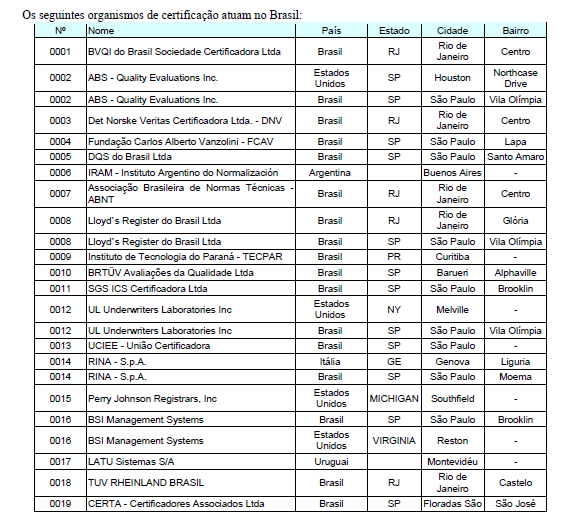 Os seguintes organismos de certificação atuam no Brasil:
Nº Nome País Estado Cidade Bairro
0001 BVQI do Brasil Sociedade Certificadora Ltda Brasil RJ Rio de Janeiro Centro
0002 ABS - Quality Evaluations Inc. Estados Unidos SP Houston Northcase Drive
0002 ABS - Quality Evaluations Inc. Brasil SP São Paulo Vila Olímpia
0003 Det Norske Veritas Certificadora Ltda. - DNV Brasil RJ Rio de Janeiro Centro
0004 Fundação Carlos Alberto Vanzolini - FCAV Brasil SP São Paulo Lapa
0005 DQS do Brasil Ltda Brasil SP São Paulo Santo Amaro
0006 IRAM - Instituto Argentino do Normalización Argentina Buenos Aires -
0007 Associação Brasileira de Normas Técnicas - ABNT Brasil RJ Rio de Janeiro Centro
0008 Lloyd`s Register do Brasil Ltda Brasil RJ Rio de Janeiro Glória
0008 Lloyd`s Register do Brasil Ltda Brasil SP São Paulo Vila Olímpia
0009 Instituto de Tecnologia do Paraná - TECPAR Brasil PR Curitiba -
0010 BRTÜV Avaliações da Qualidade Ltda Brasil SP Barueri Alphaville
0011 SGS ICS Certificadora Ltda Brasil SP São Paulo Brooklin
0012 UL Underwriters Laboratories Inc Estados Unidos NY Melville -
0012 UL Underwriters Laboratories Inc Brasil SP São Paulo Vila Olímpia
0013 UCIEE - União Certificadora Brasil SP São Paulo -
0014 RINA - S.p.A. Itália GE Genova Liguria
0014 RINA - S.p.A. Brasil SP São Paulo Moema
0015 Perry Johnson Registrars, Inc Estados Unidos MICHIGAN Southfield -
0016 BSI Management Systems Brasil SP São Paulo Brooklin
0016 BSI Management Systems Estados Unidos VIRGINIA Reston -
0017 LATU Sistemas S/A Uruguai Montevidéu -
0018 TUV RHEINLAND BRASIL Brasil RJ Rio de Janeiro Castelo
0019 CERTA - Certificadores Associados Ltda Brasil SP Floradas São São José